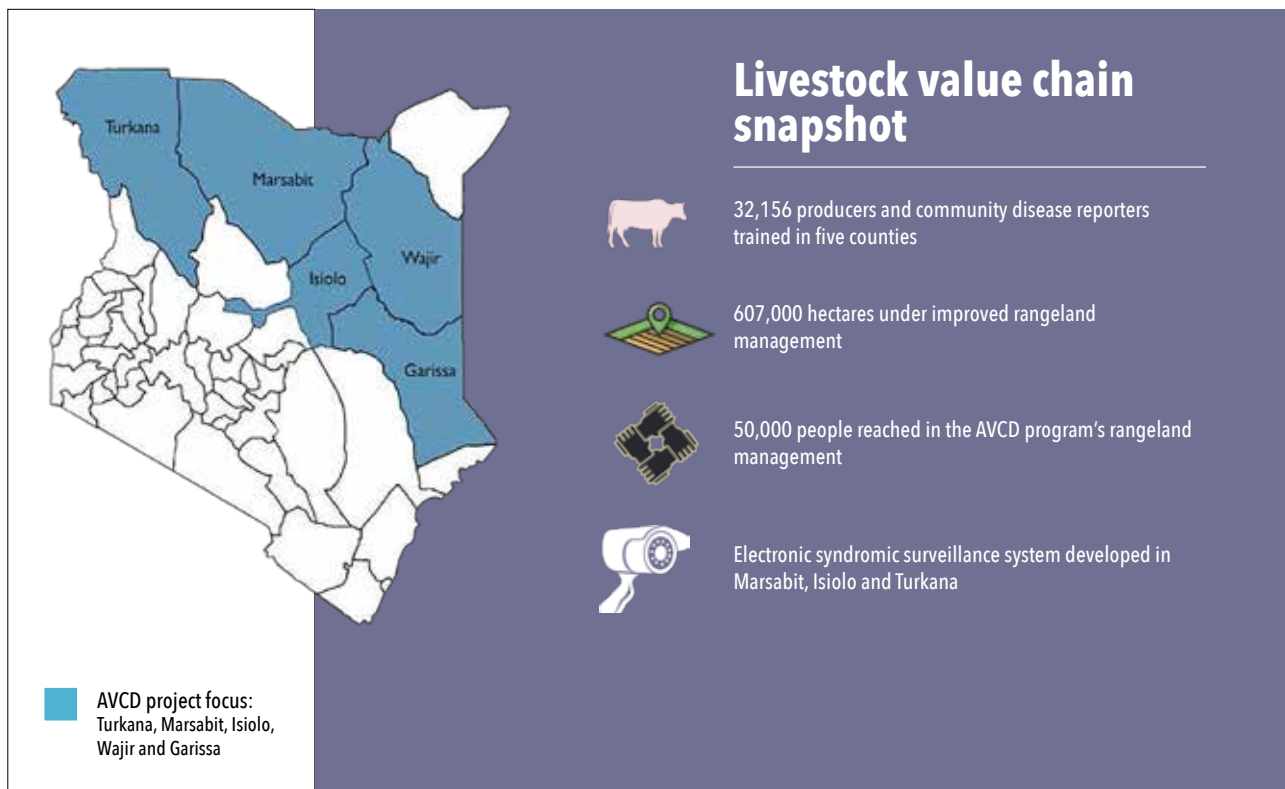 Livestock value chain
snapshot
Turkana
Marsabit
Wajir
Isiolo
Garissa
32,156 producers and community disease reporters
trained in five counties
607,000 hectares under improved rangeland
management
50,000 people reached in the AVCD program’s rangeland
management
Electronic syndromic surveillance system developed in
Marsabit, Isiolo and Turkana
AVCD project focus:
Turkana, Marsabit, Isiolo,
Wajir and Garissa